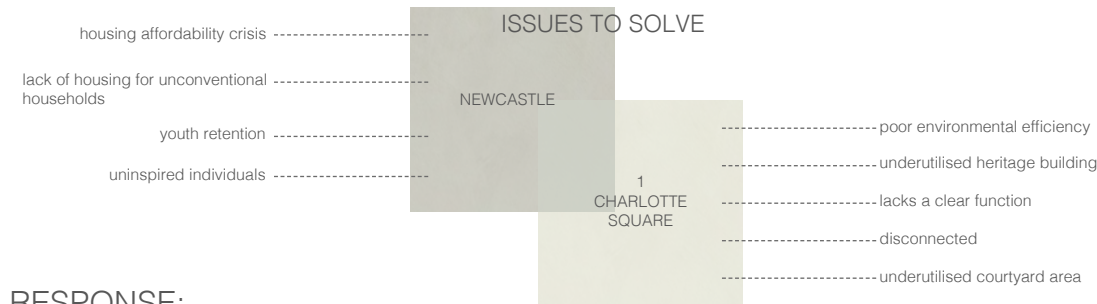 ISSUES TO SOLVE
housing affordability crisis
lack of housing for unconventional
households
youth retention
uninspired individuals
NEWCASTLE
1
CHARLOTTE
SQUARE
poor environmental efficiency
underutilised heritage building
lacks a clear function
disconnected
underutilised courtyard area
RESPONSE: